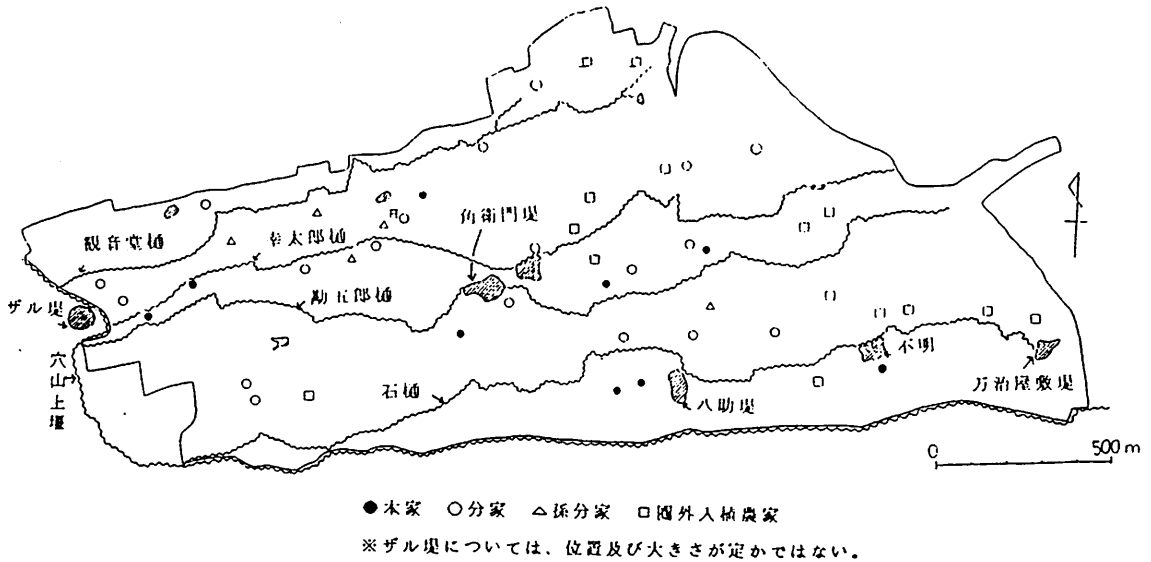 角衛門堤
観音堂樋
幸太郎樋
勘五郎樋
ザル堤
穴山上堰
石樋
不明
八助堤
万治屋敷堤
0 500m
●本家 ○分家 △孫分家 □圏外入植農家
※ザル堤については、位置及び大きさが定かではない。